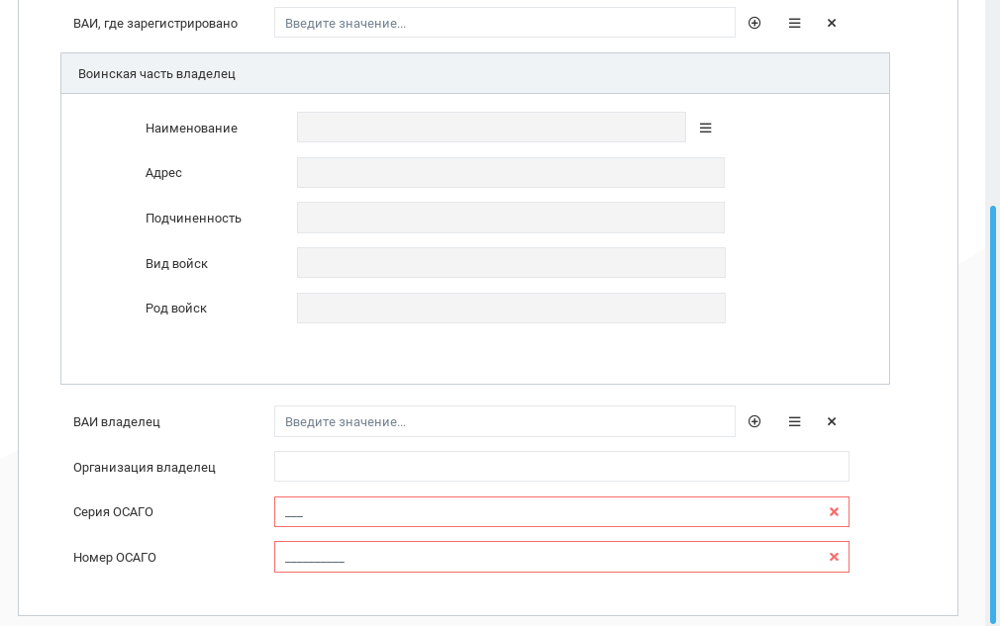 ВАИ, где зарегистрировано Введите значение...
Воинская часть владелец
Наименование
Адрес
Подчиненность
Вид войск
Род войск
ВАИ владелец Введите значение...
Организация владелец
Серия ОСАГО ___
Номер ОСАГО __________